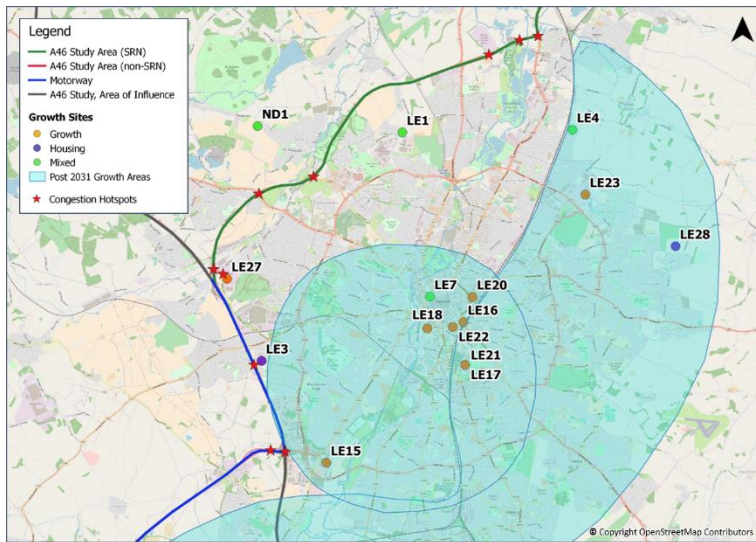 Legend
A46 Study Area (SRN)
A46 Study Area (non-SRN)
Motorway
A46 Study, Area of Influence
Growth Sites
Growth
Housing
Mixed
Post 2031 Growth Areas
Congestion Hotspots
ND1
LE1
LE4
LE23
LE28
LE27
LE7
LE20
LE16
LE18
LE22
LE3
LE21
LE17
LE15
© Copyright OpenStreetMap Contributors